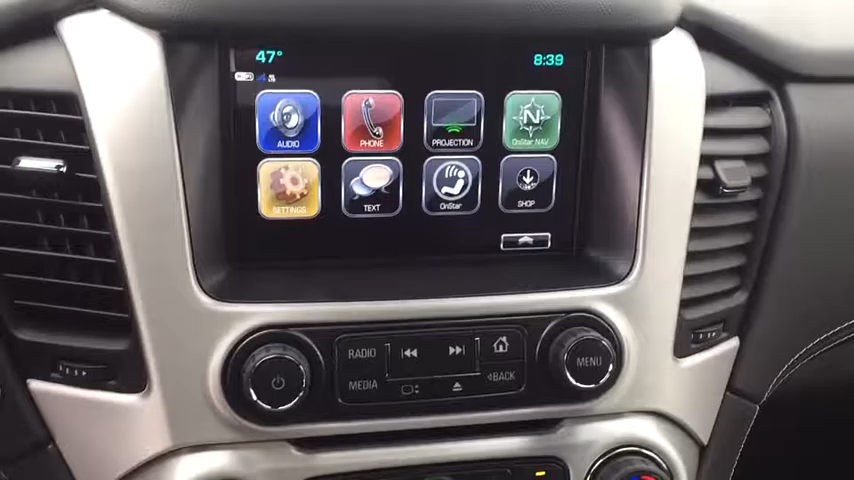 47°
8:39
AUDIO
PHONE
PROJECTION
N
OnStar NAV
SETTINGS
TEXT
OnStar
SHOP
RADIO
MENU
MEDIA
BACK